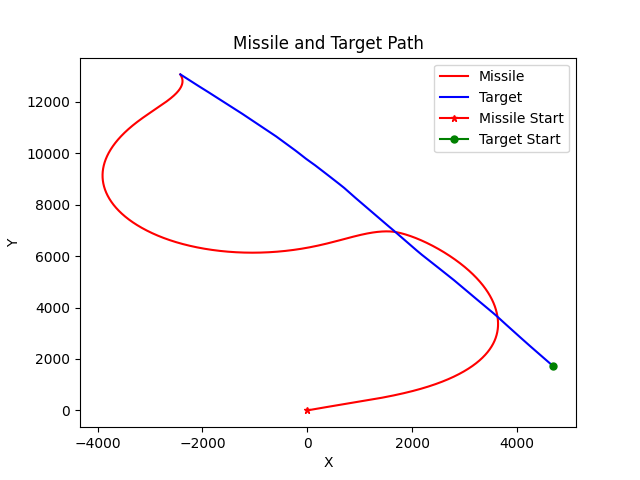 Missile and Target Path
Missile
Target
Missile Start
Target Start
12000
10000
8000
6000
4000
2000
0
−4000
−2000
0
2000
4000
Y
X